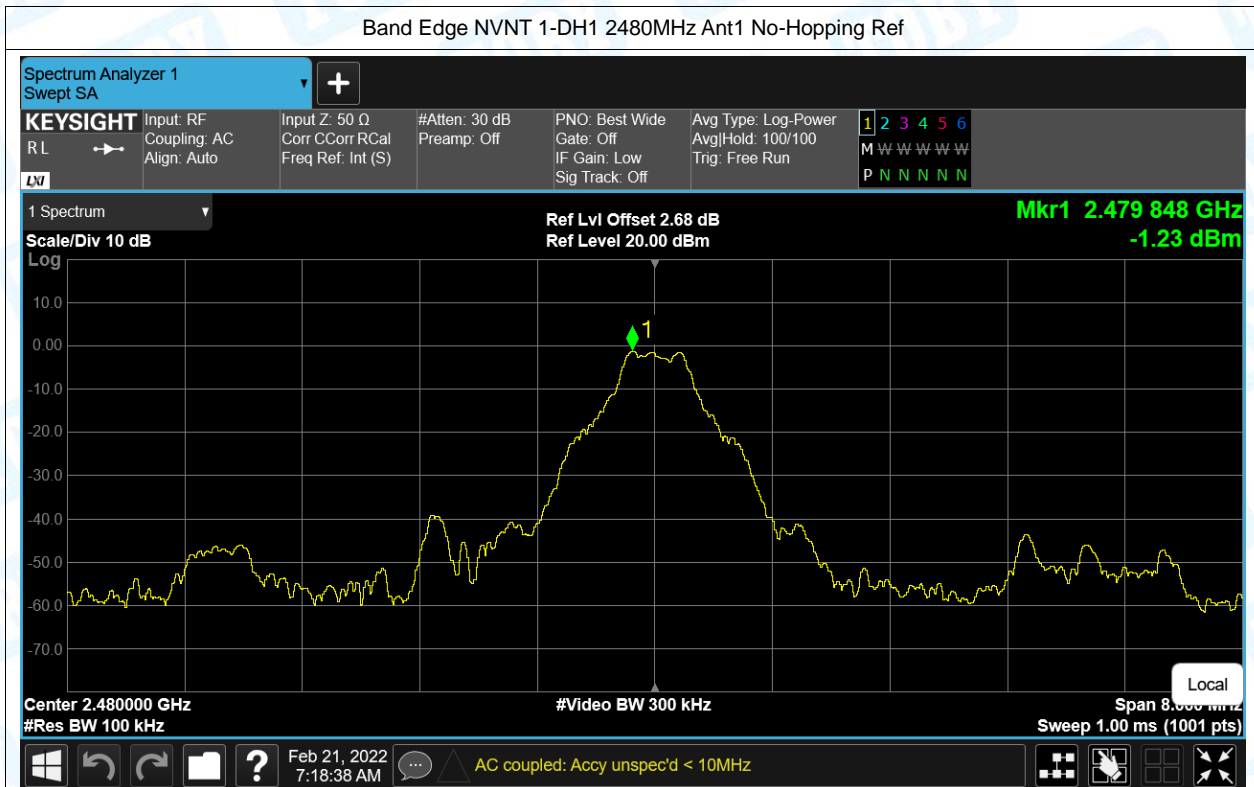 Band Edge NVNT 1-DH1 2480MHz Ant1 No-Hopping Ref
Spectrum Analyzer 1
Swept SA
+
KEYSIGHT
RL
LXI
Input: RF
Coupling: AC
Align: Auto
Input Z: 50 Ω
Corr CCorr RCal
Freq Ref: Int (S)
#Atten: 30 dB
Preamp: Off
PNO: Best Wide
Gate: Off
IF Gain: Low
Sig Track: Off
Avg Type: Log-Power
Avg|Hold: 100/100
Trig: Free Run
1 2 3 4 5 6
M W W W W W
P N N N N N
1 Spectrum
Scale/Div 10 dB
Ref Lvl Offset 2.68 dB
Ref Level 20.00 dBm
Mkr1 2.479 848 GHz
-1.23 dBm
Log
10.0
0.00
-10.0
-20.0
-30.0
-40.0
-50.0
-60.0
-70.0
1
Local
Center 2.480000 GHz
#Res BW 100 kHz
#Video BW 300 kHz
Span 8.000 MHz
Sweep 1.00 ms (1001 pts)
?
Feb 21, 2022
7:18:38 AM
AC coupled: Accy unspec'd < 10MHz